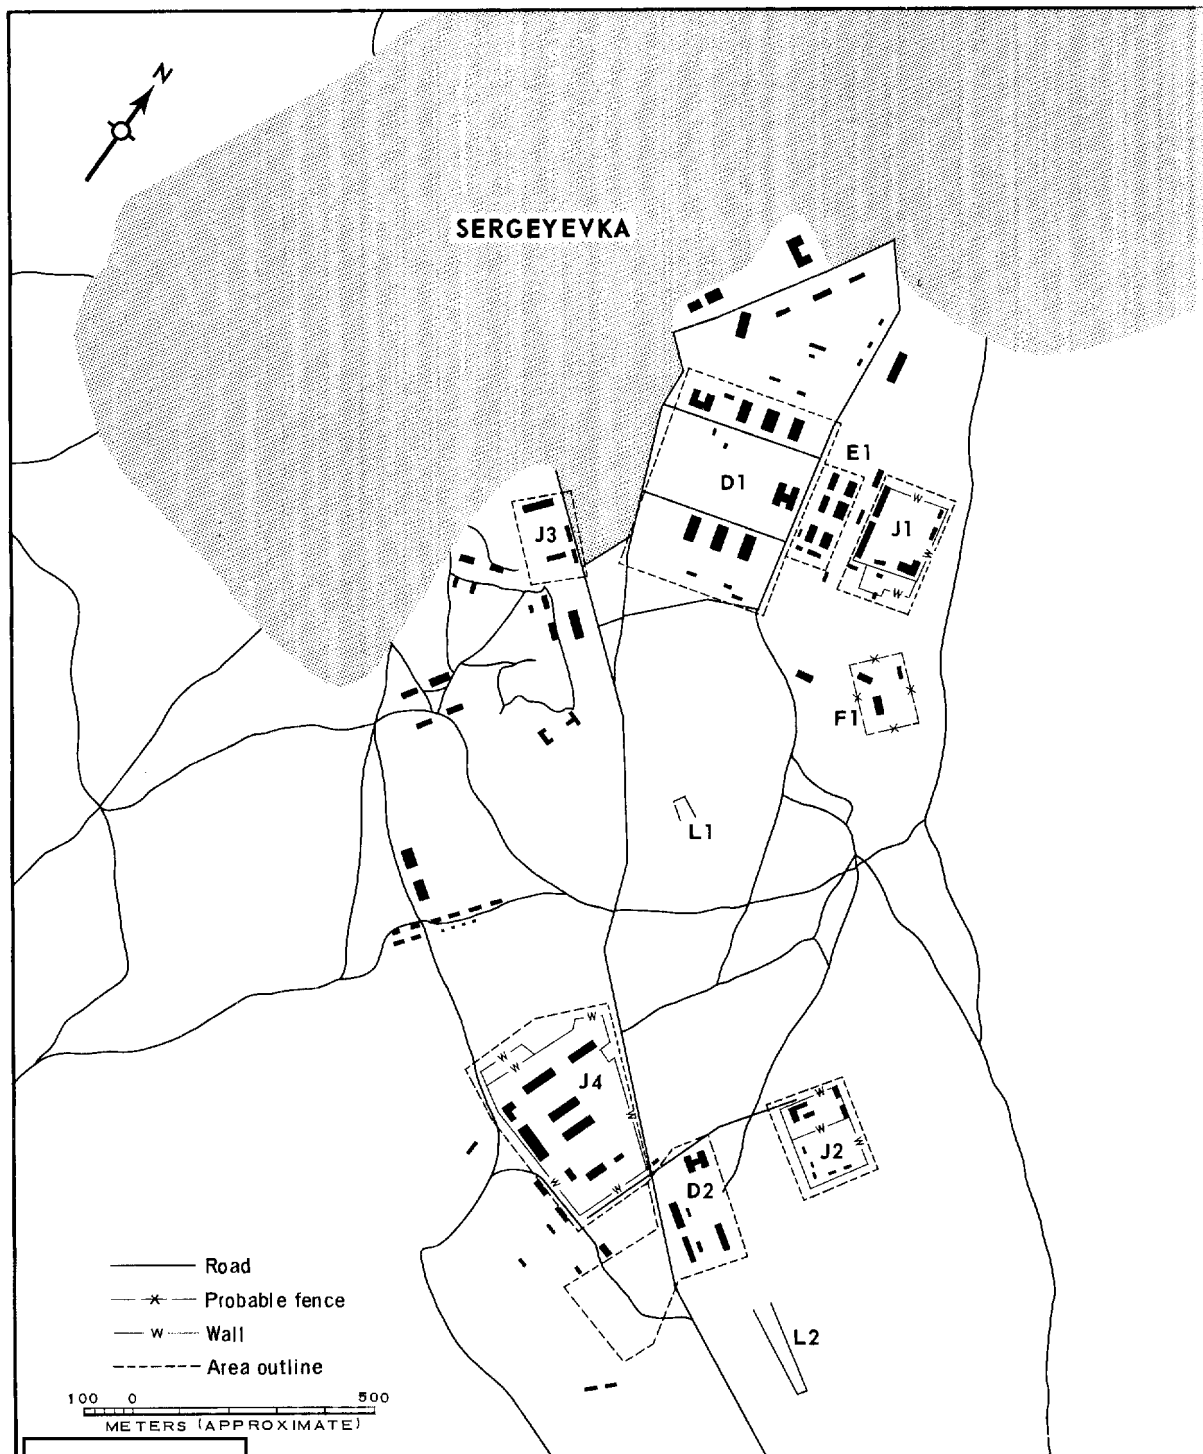 N
SERGEYEVKA
E1
D1
J1
J3
W
W
W
F1
L1
W
W
W
J4
W
W
W
W
W
W
J2
W
D2
L2
Road
Probable fence
W Wall
Area outline
100 0 500
METERS (APPROXIMATE)